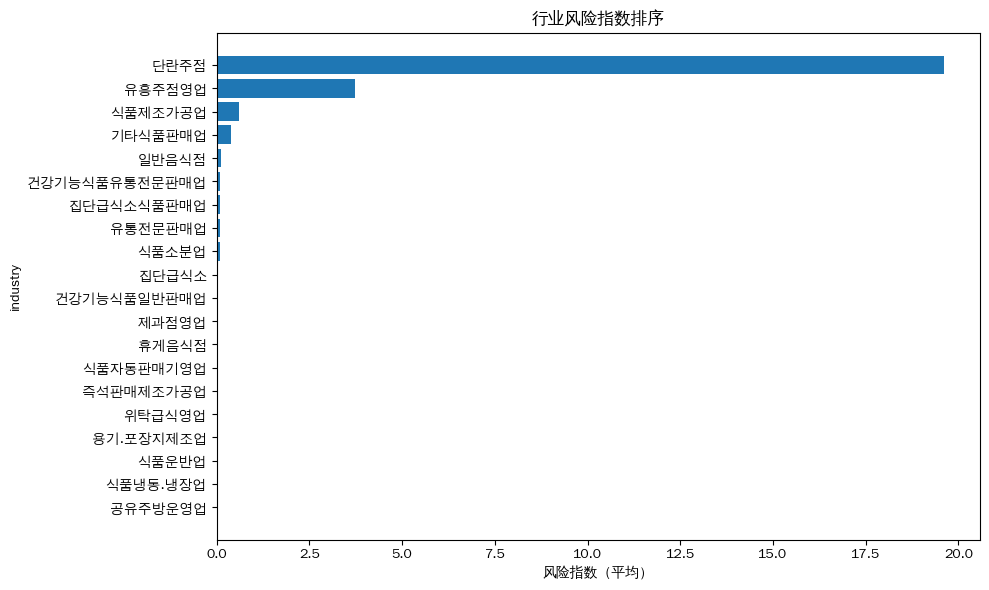 行业风险指数排序
단란주점
유흥주점영업
식품제조가공업
기타식품판매업
일반음식점
건강기능식품유통전문판매업
집단급식소식품판매업
유통전문판매업
식품소분업
집단급식소
건강기능식품일반판매업
제과점영업
휴게음식점
식품자동판매기영업
즉석판매제조가공업
위탁급식영업
용기.포장지제조업
식품운반업
식품냉동.냉장업
공유주방운영업
industry
0.0 2.5 5.0 7.5 10.0 12.5 15.0 17.5 20.0
风险指数（平均）